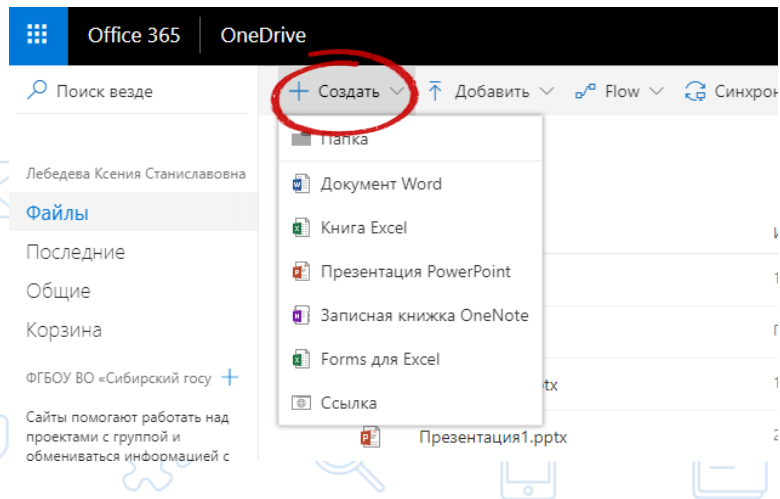 Office 365 OneDrive
Поиск везде
Создать Добавить Flow Синхрон
Папка
Лебедева Ксения Станиславовна
Документ Word
Файлы
Книга Excel
Последние
Презентация PowerPoint
Общие
Записная книжка OneNote
Корзина
Forms для Excel
ФГБОУ ВО «Сибирский госу
tx
Ссылка
Сайты помогают работать над
проектами с группой и
обмениваться информацией с
Презентация1.pptx